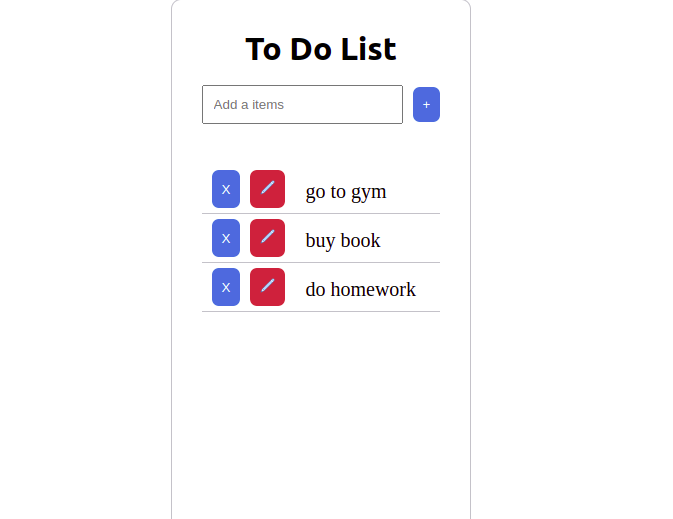 To Do List
Add a items +
X go to gym
X buy book
X do homework